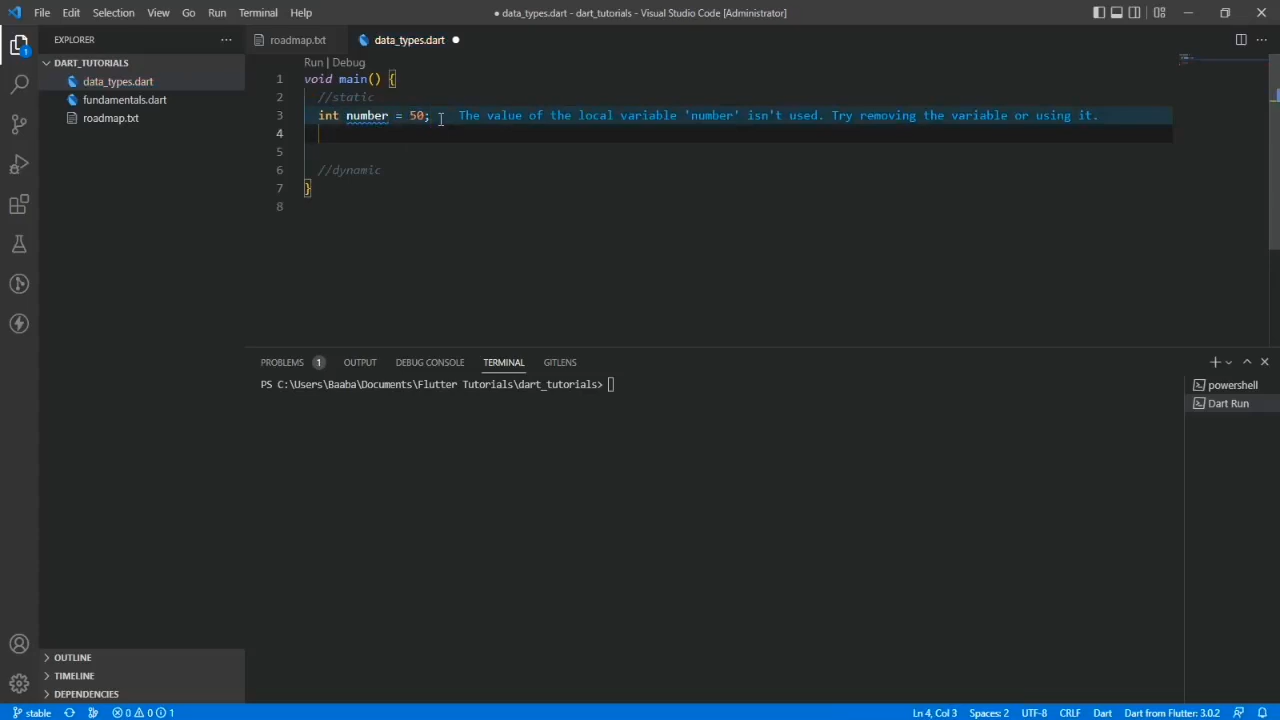 File Edit Selection View Go Run Terminal Help
● data_types.dart - dart_tutorials - Visual Studio Code [Administrator]
EXPLORER
DART_TUTORIALS
data_types.dart
fundamentals.dart
roadmap.txt
1
roadmap.txt
data_types.dart
Run | Debug
1 void main() {
2 //static
3 int number = 50; The value of the local variable 'number' isn't used. Try removing the variable or using it.
4
5
6 //dynamic
7 }
8
PROBLEMS 1 OUTPUT DEBUG CONSOLE TERMINAL GITLENS
PS C:\Users\Baaba\Documents\Flutter Tutorials\dart_tutorials>
powershell
Dart Run
OUTLINE
TIMELINE
DEPENDENCIES
stable 0 0 1 Ln 4, Col 3 Spaces: 2 UTF-8 CRLF Dart Dart from Flutter: 3.0.2